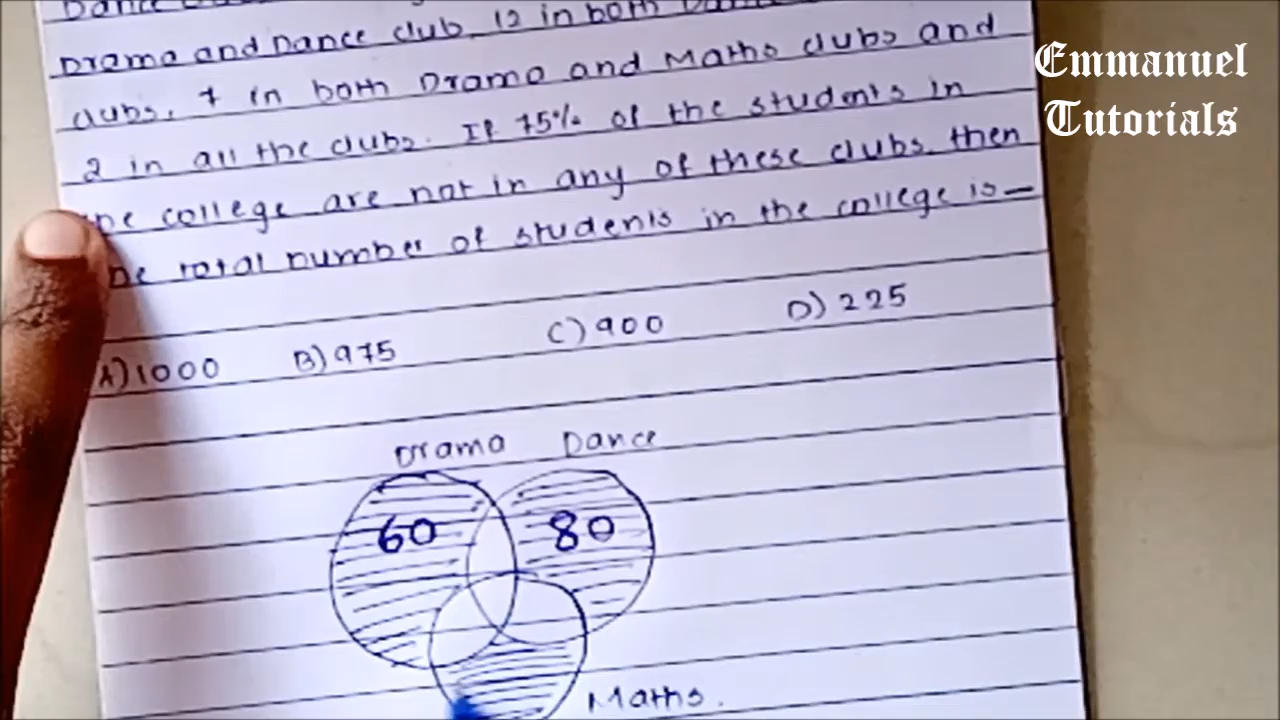 Dance
Drama and Dance club, 12 in both Dance
clubs, 7 in both Drama and Maths clubs and
2 in all the clubs. If 75% of the students in
the college are not in any of these clubs, then
the total number of students in the college is —
A) 1000 B) 975 C) 900 D) 225
Drama Dance
60 80
Maths.
Emmanuel
Tutorials